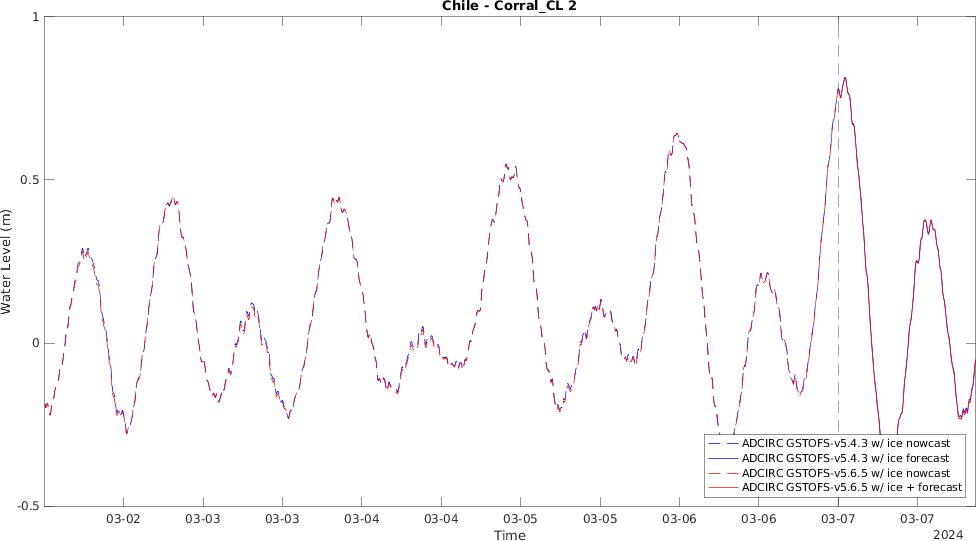 Chile - Corral_CL 2
1
0.5
0
-0.5
Water Level (m)
ADCIRC GSTOFS-v5.4.3 w/ ice nowcast
ADCIRC GSTOFS-v5.4.3 w/ ice forecast
ADCIRC GSTOFS-v5.6.5 w/ ice nowcast
ADCIRC GSTOFS-v5.6.5 w/ ice + forecast
03-02 03-03 03-03 03-04 03-04 03-05 03-05 03-06 03-06 03-07 03-07
Time
2024